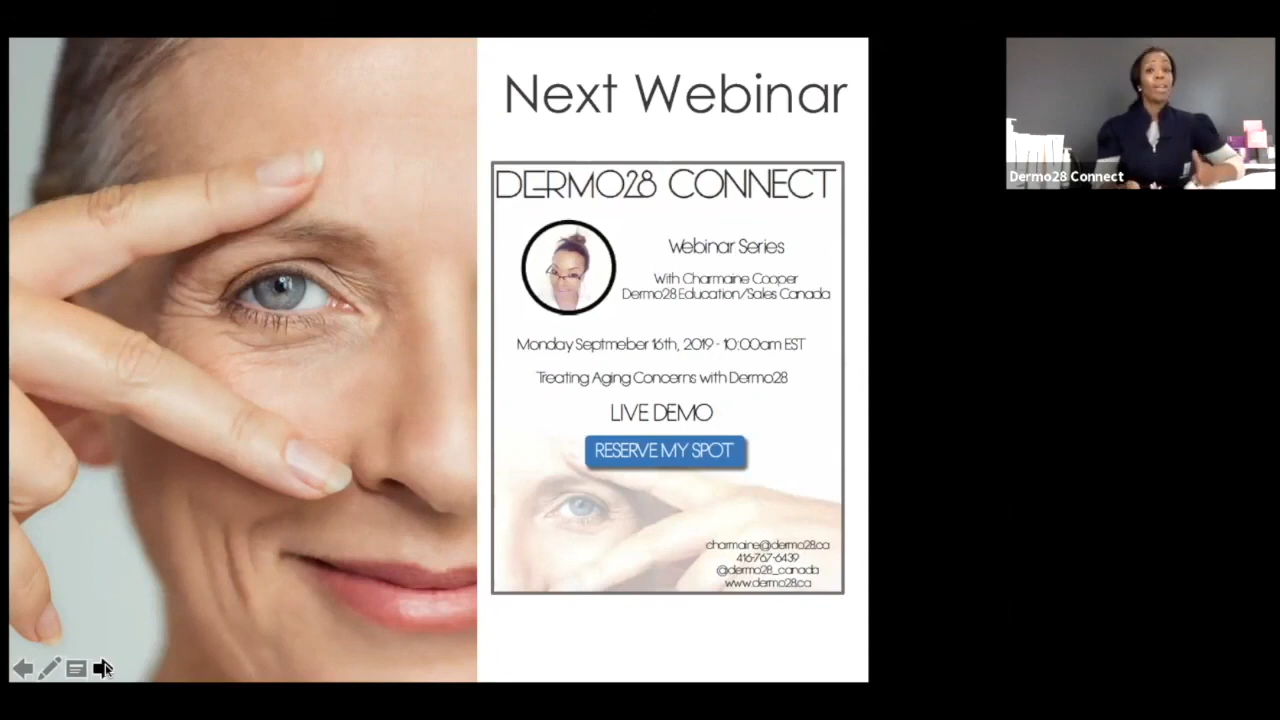 Next Webinar
DERMO28 CONNECT
Webinar Series
With Charmaine Cooper
Dermo28 Education/Sales Canada
Monday Septmeber 16th, 2019 - 10:00am EST
Treating Aging Concerns with Dermo28
LIVE DEMO
RESERVE MY SPOT
charmaine@dermo28.ca
416-767-6439
@dermo28_canada
www.dermo28.ca
Dermo28 Connect